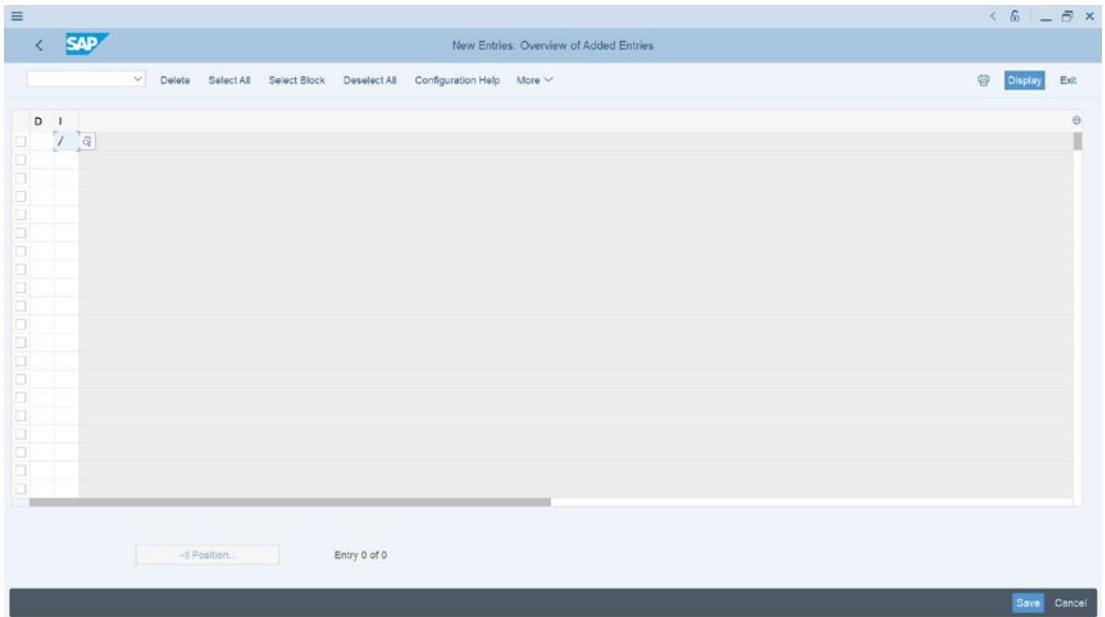 SAP
New Entries: Overview of Added Entries
Delete Select All Select Block Deselect All Configuration Help More Display Exit
D I
/
Position... Entry 0 of 0
Save Cancel